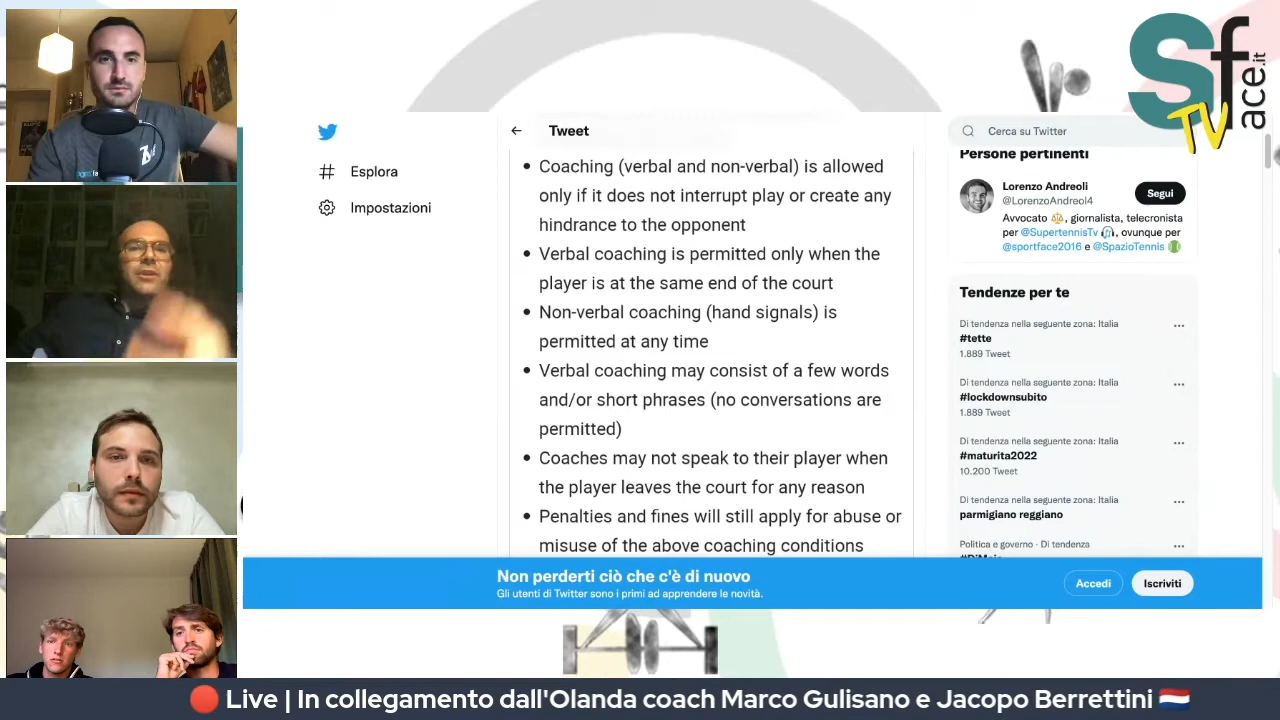 Sf
TV
ace.it
Tweet
Cerca su Twitter
Esplora
Impostazioni
• Coaching (verbal and non-verbal) is allowed
only if it does not interrupt play or create any
hindrance to the opponent
• Verbal coaching is permitted only when the
player is at the same end of the court
• Non-verbal coaching (hand signals) is
permitted at any time
• Verbal coaching may consist of a few words
and/or short phrases (no conversations are
permitted)
• Coaches may not speak to their player when
the player leaves the court for any reason
• Penalties and fines will still apply for abuse or
misuse of the above coaching conditions
Persone pertinenti
Lorenzo Andreoli
@LorenzoAndreol4
Segui
Avvocato ⚖️, giornalista, telecronista
per @SupertennisTv 🎧, ovunque per
@sportface2016 e @SpazioTennis 🎾
Tendenze per te
Di tendenza nella seguente zona: Italia
#tette
1.889 Tweet
Di tendenza nella seguente zona: Italia
#lockdownsubito
1.889 Tweet
Di tendenza nella seguente zona: Italia
#maturita2022
10.200 Tweet
Di tendenza nella seguente zona: Italia
parmigiano reggiano
Politica e governo · Di tendenza
#DiMaio
Non perderti ciò che c'è di nuovo
Gli utenti di Twitter sono i primi ad apprendere le novità.
Accedi
Iscriviti
🔴 Live | In collegamento dall'Olanda coach Marco Gulisano e Jacopo Berrettini 🇳🇱